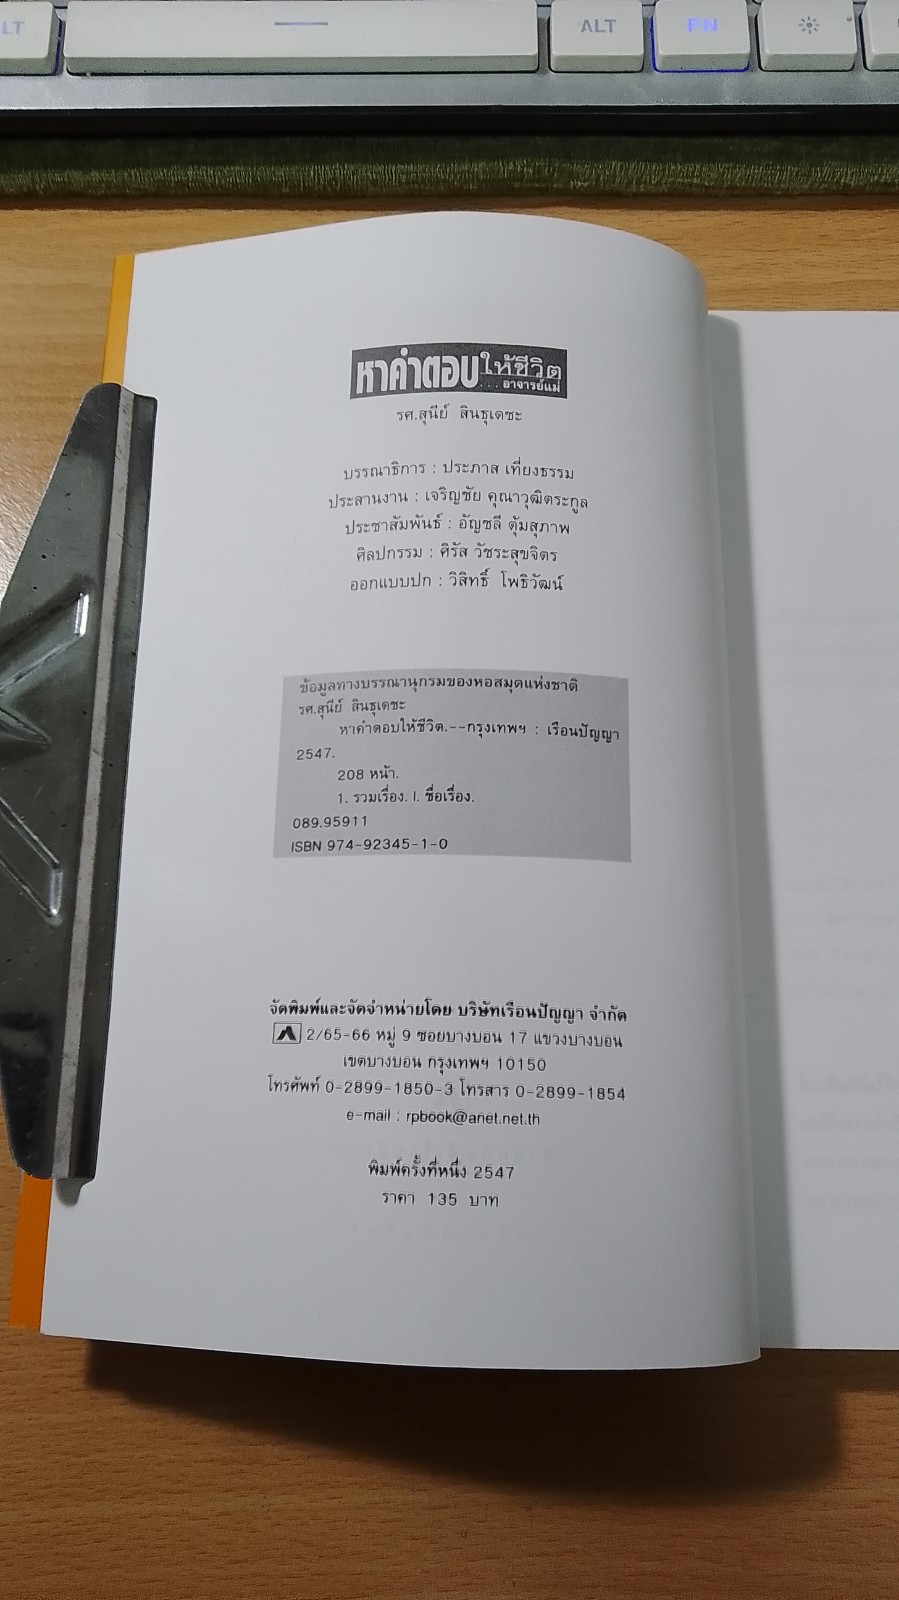 ALT
FN
หาคำตอบให้ชีวิต
...อาจารย์แม่
รศ.สุนีย์ สินธุเดชะ
บรรณาธิการ : ประภาส เที่ยงธรรม
ประสานงาน : เจริญชัย คุณาวุฒิตระกูล
ประชาสัมพันธ์ : อัญชลี ตุ้มสุภาพ
ศิลปกรรม : ศิรัส วัชระสุขจิตร
ออกแบบปก : วิสิทธิ์ โพธิวัฒน์
ข้อมูลทางบรรณานุกรมของหอสมุดแห่งชาติ
รศ.สุนีย์ สินธุเดชะ
หาคำตอบให้ชีวิต.--กรุงเทพฯ : เรือนปัญญา
2547.
208 หน้า.
1. รวมเรื่อง. I. ชื่อเรื่อง.
089.95911
ISBN 974-92345-1-0
จัดพิมพ์และจัดจำหน่ายโดย บริษัทเรือนปัญญา จำกัด
2/65-66 หมู่ 9 ซอยบางบอน 17 แขวงบางบอน
เขตบางบอน กรุงเทพฯ 10150
โทรศัพท์ 0-2899-1850-3 โทรสาร 0-2899-1854
e-mail : rpbook@anet.net.th
พิมพ์ครั้งที่หนึ่ง 2547
ราคา 135 บาท